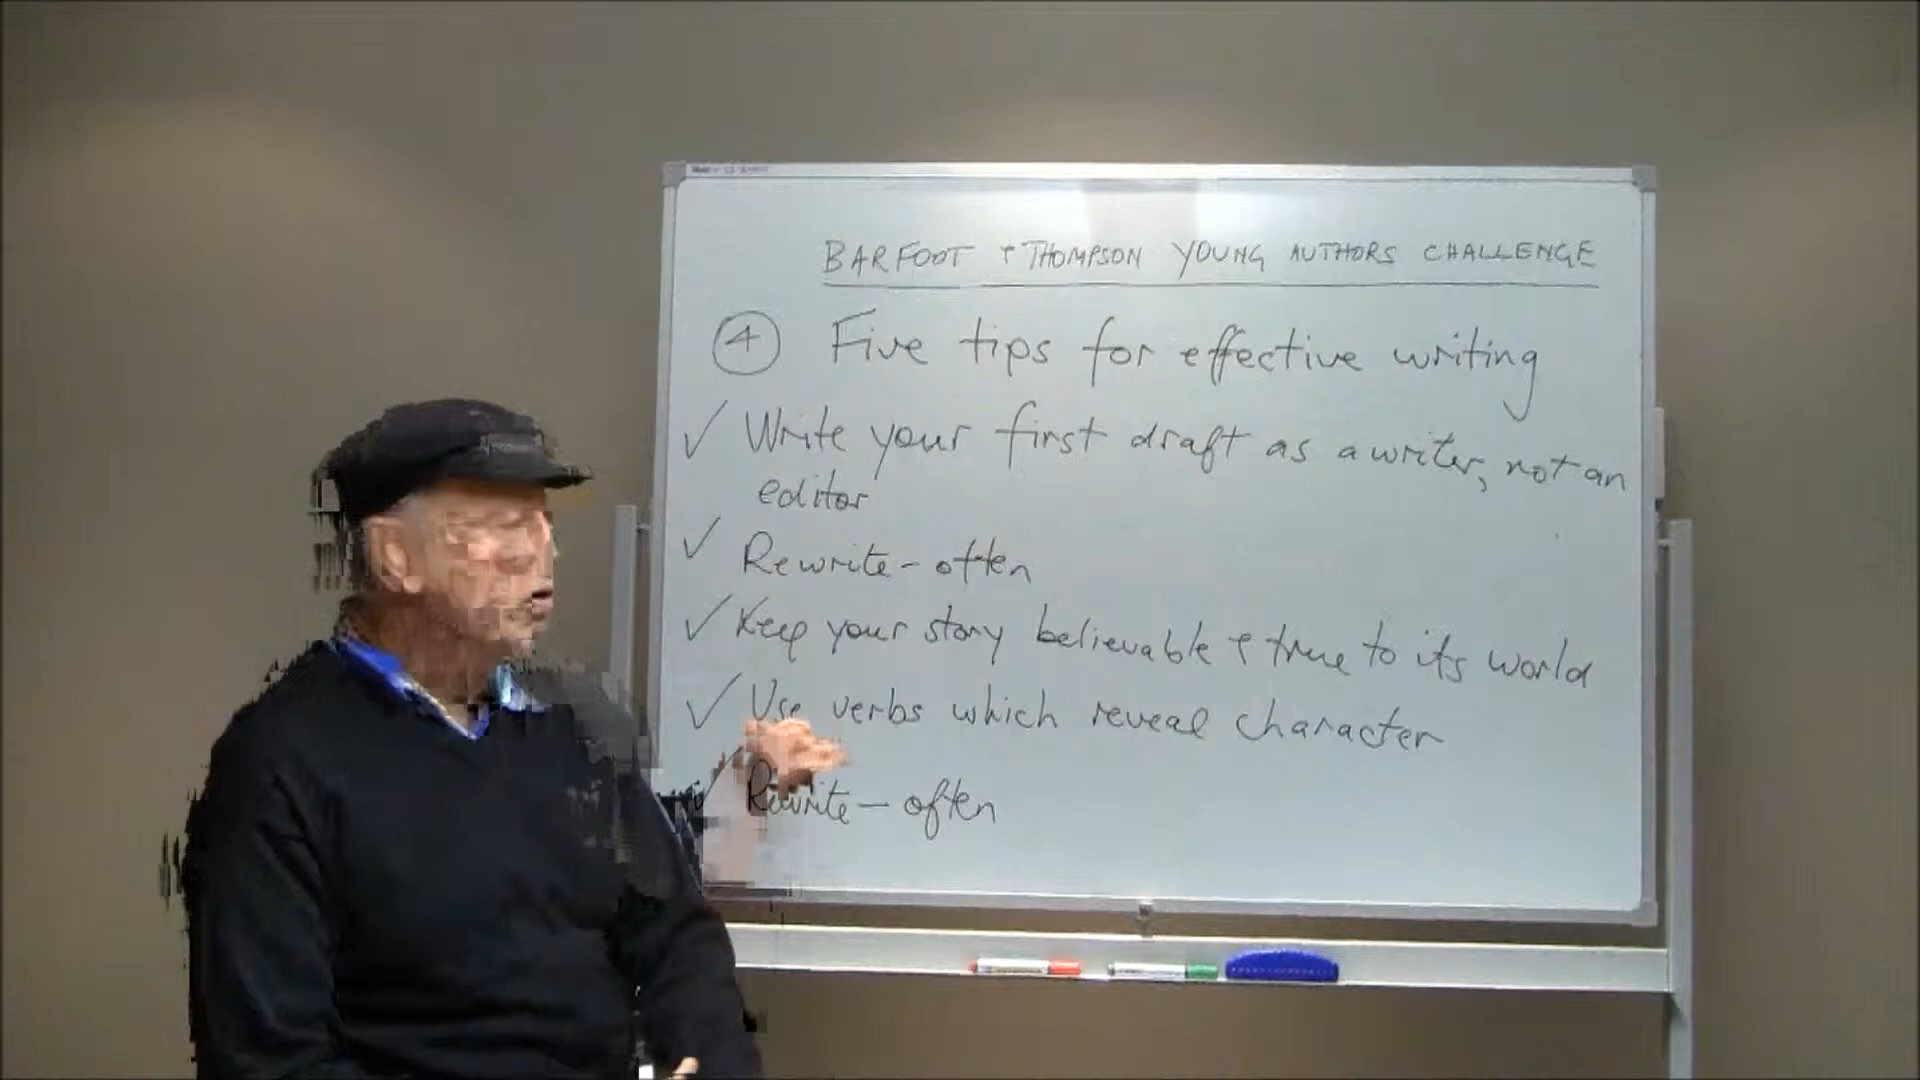 BARFOOT & THOMPSON YOUNG AUTHORS CHALLENGE
4 Five tips for effective writing
✓ Write your first draft as a writer, not an
editor
✓ Rewrite - often
✓ Keep your story believable & true to its world
✓ Use verbs which reveal character
✓ Rewrite - often